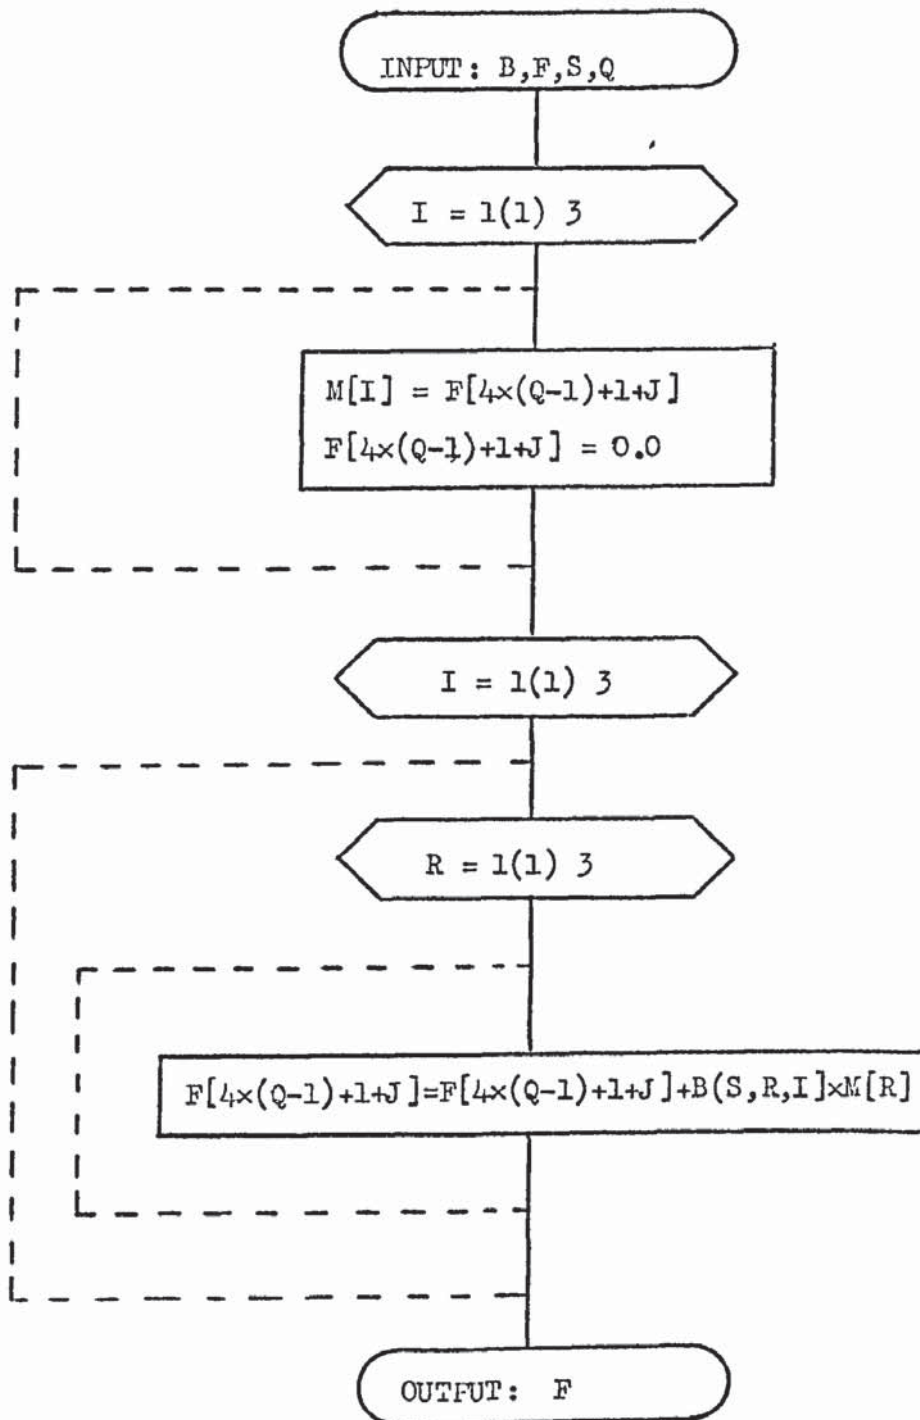 INPUT: B,F,S,Q
I = 1(1) 3
M[I] = F[4×(Q-1)+1+J]
F[4×(Q-1)+1+J] = 0.0
I = 1(1) 3
R = 1(1) 3
F[4×(Q-1)+1+J]=F[4×(Q-1)+1+J]+B(S,R,I]×M[R]
OUTPUT: F